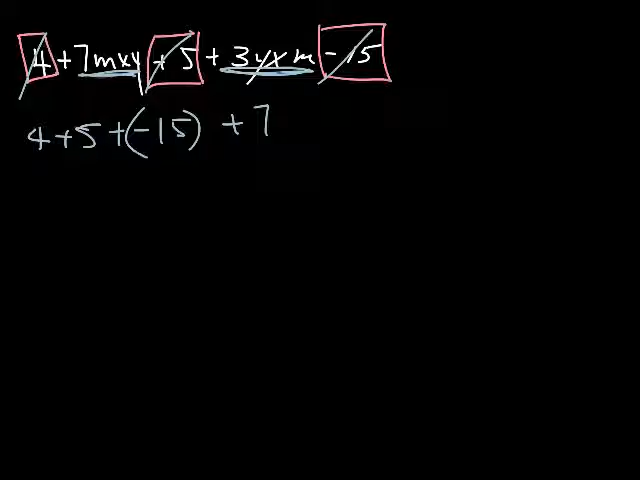 4 + 7mxy + 5 + 3yxm - 15
4 + 5 + (-15) + 7